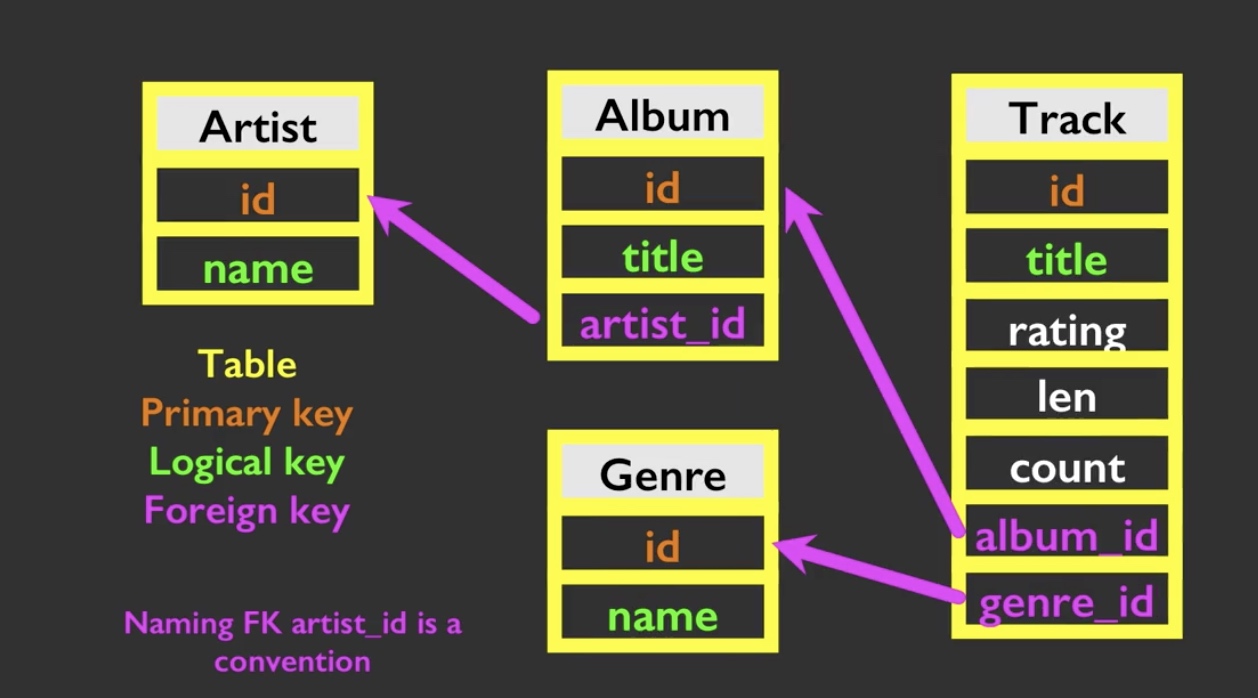 Artist
id
name
Album
id
title
artist_id
Track
id
title
rating
len
count
album_id
genre_id
Genre
id
name
Table
Primary key
Logical key
Foreign key
Naming FK artist_id is a
convention